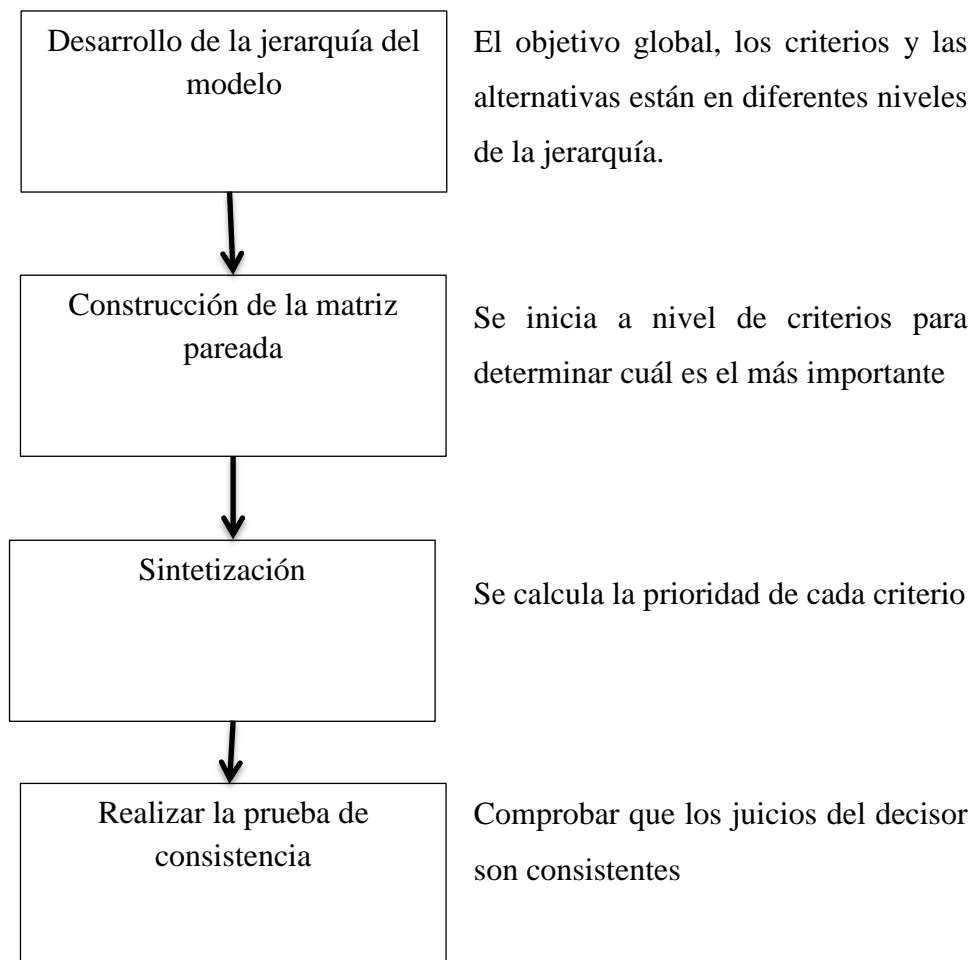 Desarrollo de la jerarquía del
modelo
El objetivo global, los criterios y las
alternativas están en diferentes niveles
de la jerarquía.
Construcción de la matriz
pareada
Se inicia a nivel de criterios para
determinar cuál es el más importante
Sintetización
Se calcula la prioridad de cada criterio
Realizar la prueba de
consistencia
Comprobar que los juicios del decisor
son consistentes